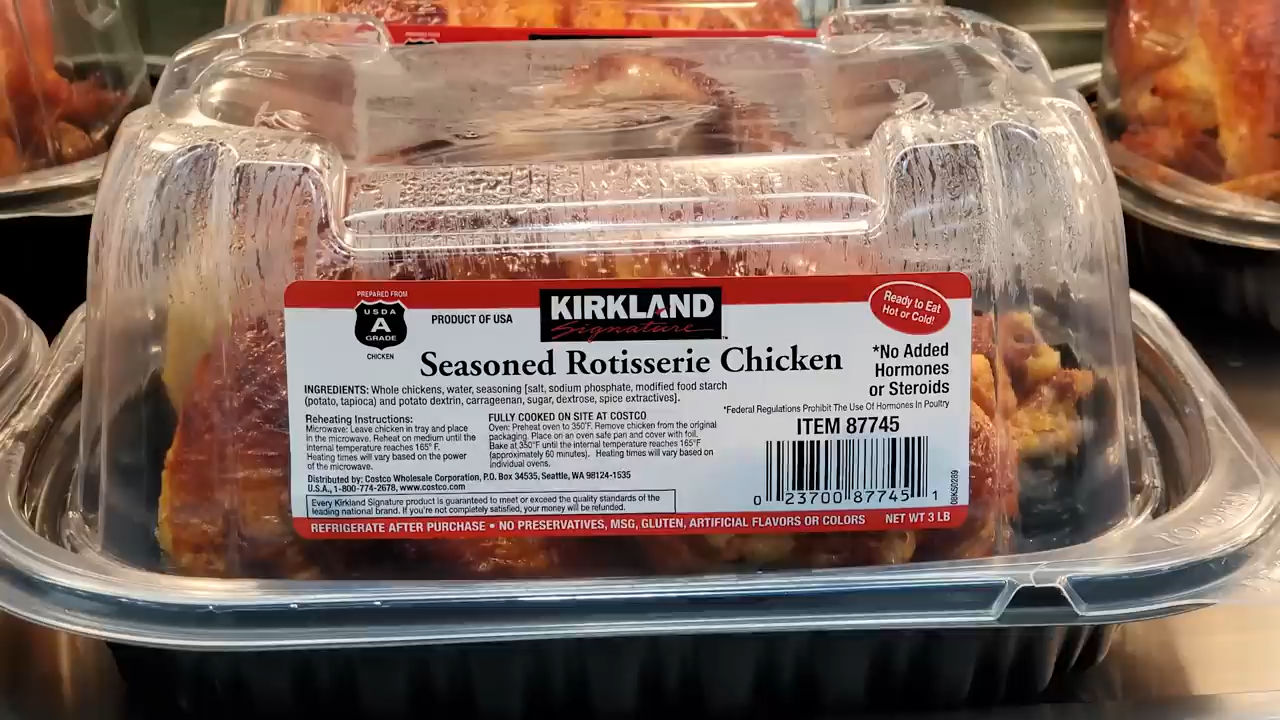 PREPARED FROM
USDA
A
GRADE
CHICKEN
PRODUCT OF USA
KIRKLAND
Signature
Ready to Eat
Hot or Cold!
Seasoned Rotisserie Chicken
*No Added
Hormones
or Steroids
*Federal Regulations Prohibit The Use Of Hormones In Poultry
INGREDIENTS: Whole chickens, water, seasoning [salt, sodium phosphate, modified food starch
(potato, tapioca) and potato dextrin, carrageenan, sugar, dextrose, spice extractives].
Reheating Instructions:
Microwave: Leave chicken in tray and place
in the microwave. Reheat on medium until the
internal temperature reaches 165° F.
Heating times will vary based on the power
of the microwave.
FULLY COOKED ON SITE AT COSTCO
Oven: Preheat oven to 350°F. Remove chicken from the original
packaging. Place on an oven safe pan and cover with foil.
Bake at 350°F until the internal temperature reaches 165°F
(approximately 60 minutes). Heating times will vary based on
individual ovens.
Distributed by: Costco Wholesale Corporation, P.O. Box 34535, Seattle, WA 98124-1535
U.S.A., 1-800-774-2678, www.costco.com
Every Kirkland Signature product is guaranteed to meet or exceed the quality standards of the
leading national brand. If you're not completely satisfied, your money will be refunded.
ITEM 87745
0 23700 87745 1
08KS0289
REFRIGERATE AFTER PURCHASE • NO PRESERVATIVES, MSG, GLUTEN, ARTIFICIAL FLAVORS OR COLORS NET WT 3 LB